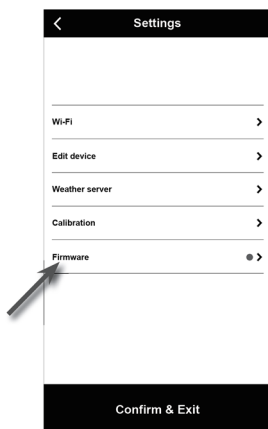 Settings
Wi-Fi
Edit device
Weather server
Calibration
Firmware
Confirm & Exit